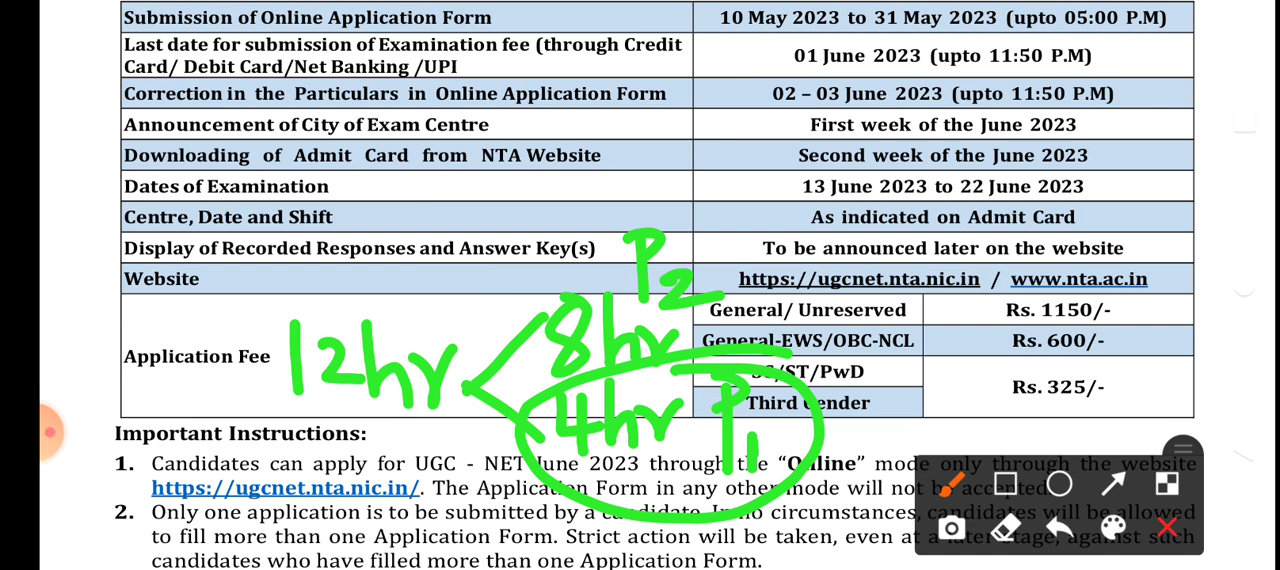 Submission of Online Application Form
10 May 2023 to 31 May 2023 (upto 05:00 P.M)
Last date for submission of Examination fee (through Credit
Card/ Debit Card/Net Banking /UPI
01 June 2023 (upto 11:50 P.M)
Correction in the Particulars in Online Application Form
02 – 03 June 2023 (upto 11:50 P.M)
Announcement of City of Exam Centre
First week of the June 2023
Downloading of Admit Card from NTA Website
Second week of the June 2023
Dates of Examination
13 June 2023 to 22 June 2023
Centre, Date and Shift
As indicated on Admit Card
Display of Recorded Responses and Answer Key(s)
To be announced later on the website
Website
https://ugcnet.nta.nic.in / www.nta.ac.in
Application Fee
General/ Unreserved
Rs. 1150/-
General-EWS/OBC-NCL
Rs. 600/-
SC/ST/PwD
Third Gender
Rs. 325/-
12hr
8hr P2
4hr P1
Important Instructions:
1. Candidates can apply for UGC - NET June 2023 through the “Online” mode only through the website
https://ugcnet.nta.nic.in/. The Application Form in any other mode will not be accepted.
2. Only one application is to be submitted by a candidate. In no circumstances, candidates will be allowed
to fill more than one Application Form. Strict action will be taken, even at a later stage, against such
candidates who have filled more than one Application Form.